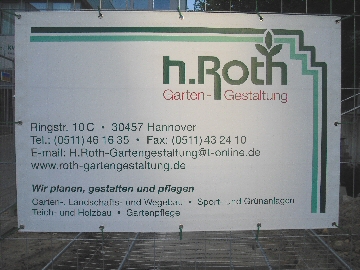 h.Roth
Garten- Gestaltung
Ringstr. 10 C • 30457 Hannover
Tel.: (0511) 46 16 35 • Fax: (0511) 43 24 10
E-mail: H.Roth-Gartengestaltung@t-online.de
www.roth-gartengestaltung.de
Wir planen, gestalten und pflegen
Garten-, Landschafts- und Wegebau • Sport- und Grünanlagen
Teich- und Holzbau • Gartenpflege